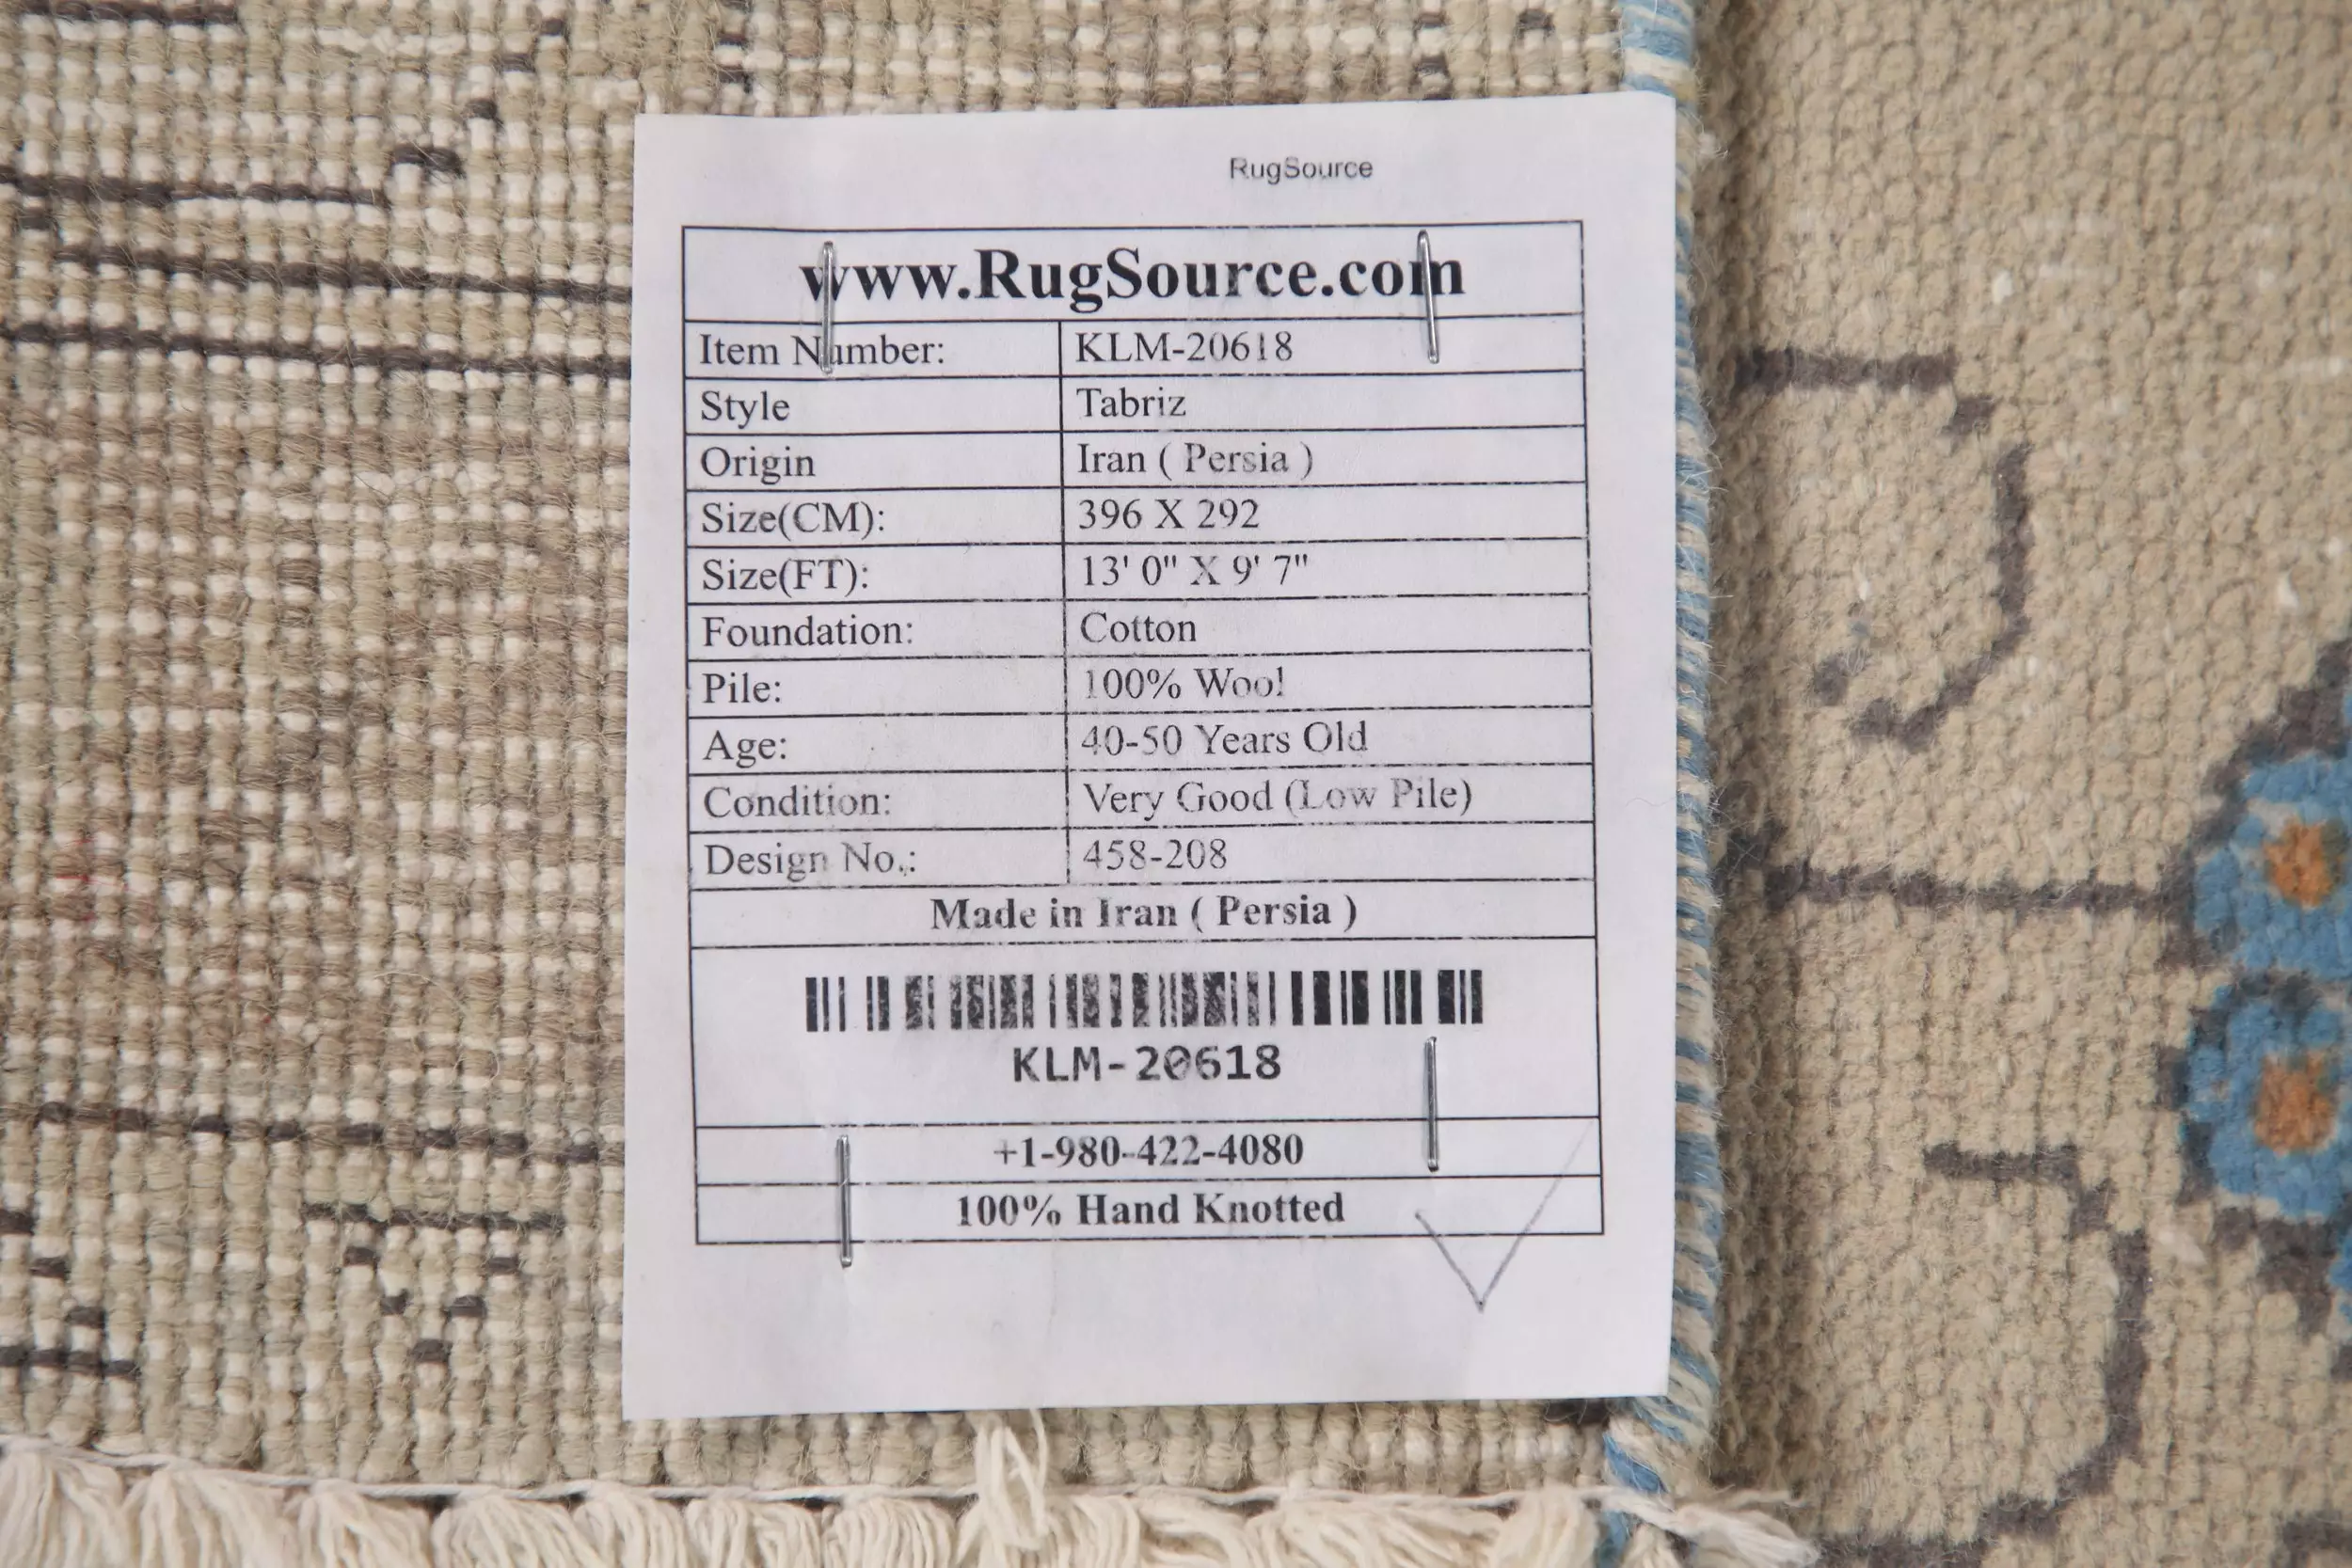 RugSource
www.RugSource.com
Item Number: KLM-20618
Style Tabriz
Origin Iran ( Persia )
Size(CM): 396 X 292
Size(FT): 13' 0" X 9' 7"
Foundation: Cotton
Pile: 100% Wool
Age: 40-50 Years Old
Condition: Very Good (Low Pile)
Design No.: 458-208
Made in Iran ( Persia )
KLM-20618
+1-980-422-4080
100% Hand Knotted